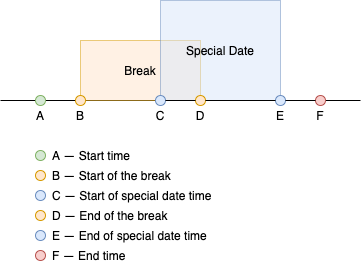 Special Date
Break
A B C D E F
A — Start time
B — Start of the break
C — Start of special date time
D — End of the break
E — End of special date time
F — End time